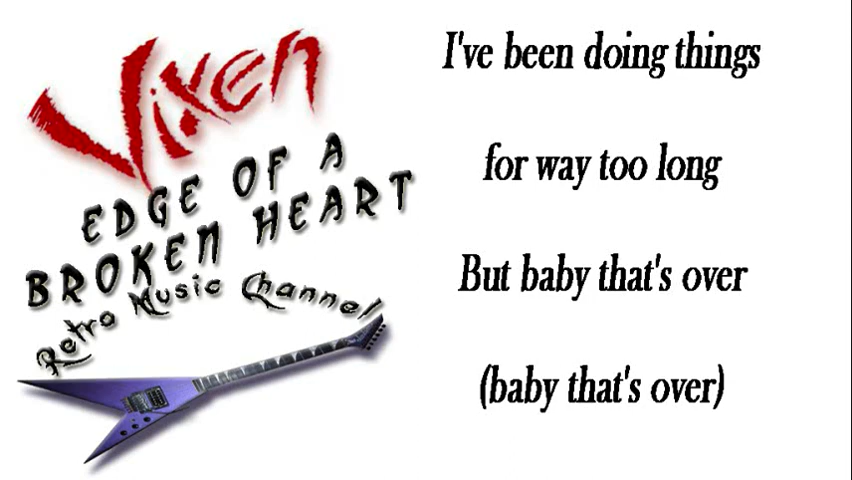 Vixen
EDGE OF A
BROKEN HEART
Retro Music Channel
I've been doing things
for way too long
But baby that's over
(baby that's over)